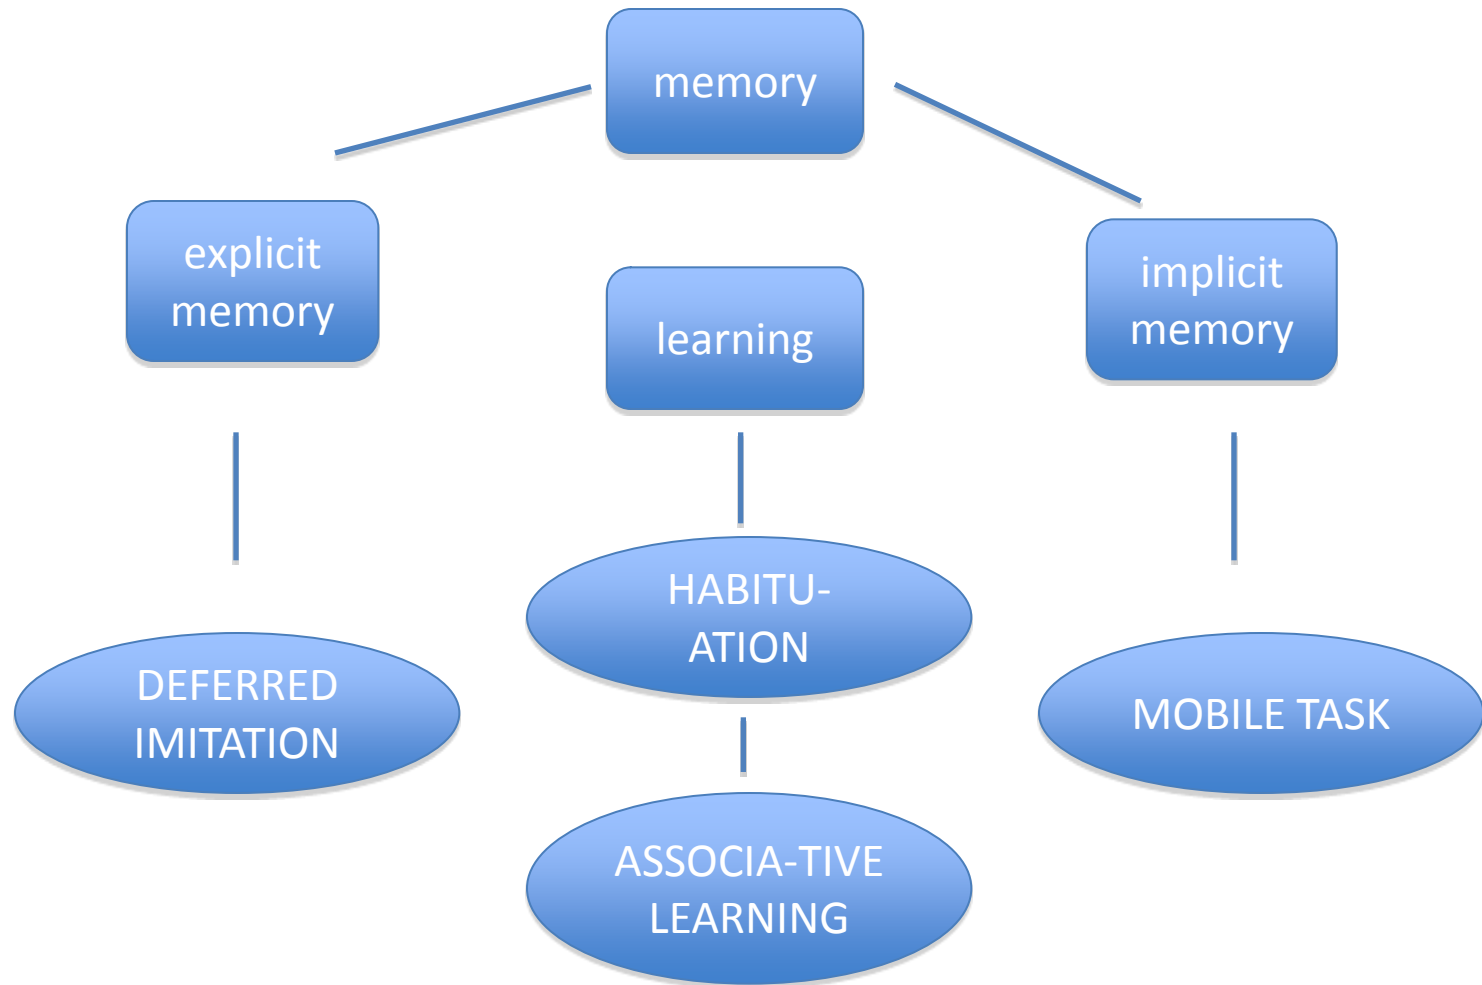 memory
explicit
memory
learning
implicit
memory
HABITU-
ATION
DEFERRED
IMITATION
MOBILE TASK
ASSOCIA-TIVE
LEARNING